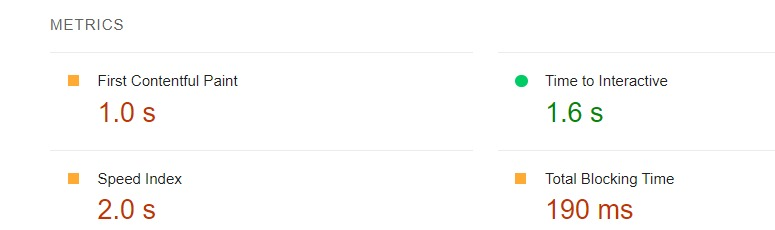 METRICS
First Contentful Paint
1.0 s
Time to Interactive
1.6 s
Speed Index
2.0 s
Total Blocking Time
190 ms